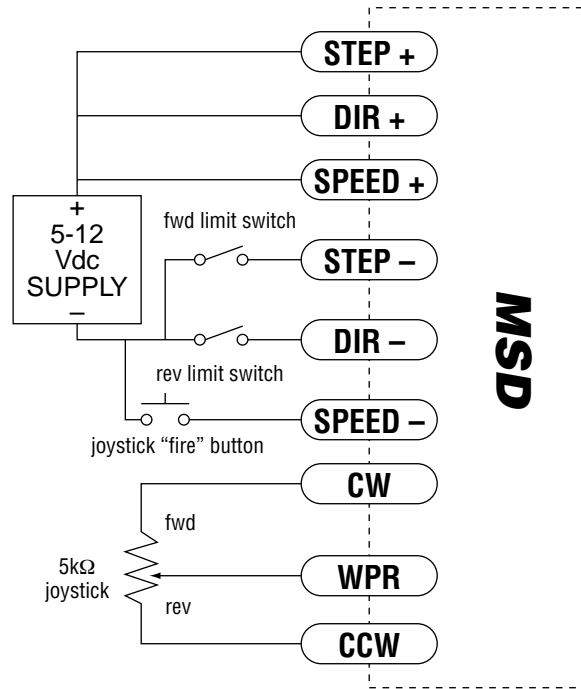 STEP +
DIR +
SPEED +
+
5-12
Vdc
SUPPLY
–
fwd limit switch
STEP –
DIR –
rev limit switch
SPEED –
joystick “fire” button
CW
fwd
5kΩ
joystick
WPR
rev
CCW
MSD